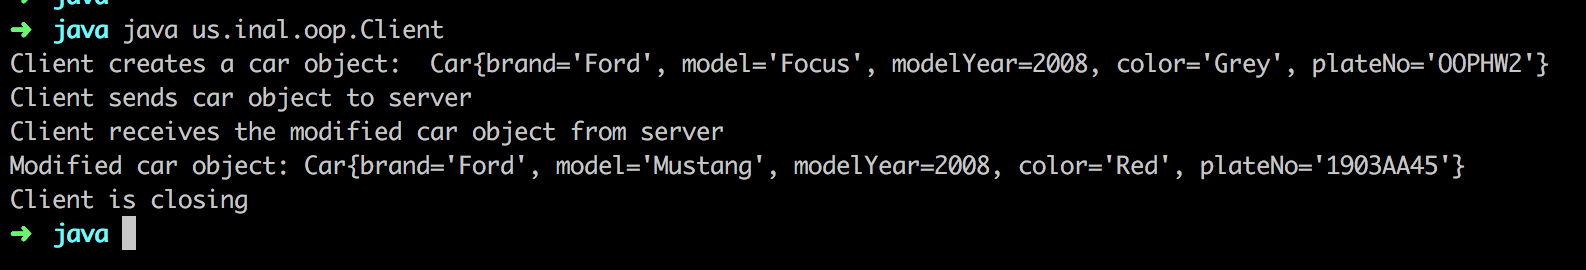 ➜ java
➜ java java us.inal.oop.Client
Client creates a car object:  Car{brand='Ford', model='Focus', modelYear=2008, color='Grey', plateNo='OOPHW2'}
Client sends car object to server
Client receives the modified car object from server
Modified car object: Car{brand='Ford', model='Mustang', modelYear=2008, color='Red', plateNo='1903AA45'}
Client is closing
➜ java